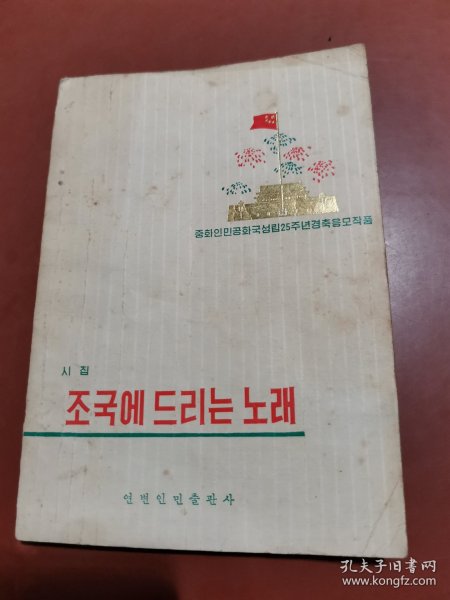 중화인민공화국성립25주년경축응모작품
시 집
조국에 드리는 노래
연변인민출판사
孔夫子旧书网
www.kongfz.com